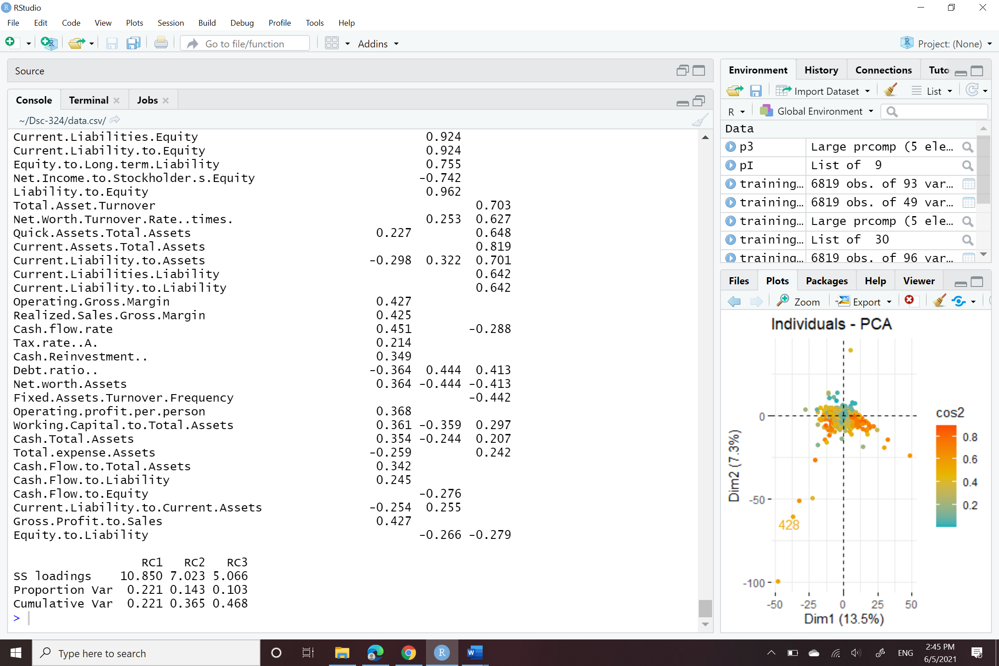 RStudio
File Edit Code View Plots Session Build Debug Profile Tools Help
Go to file/function Addins Project: (None)
Source
Console Terminal Jobs
~/Dsc-324/data.csv/
Current.Liabilities.Equity 0.924
Current.Liability.to.Equity 0.924
Equity.to.Long.term.Liability 0.755
Net.Income.to.Stockholder.s.Equity -0.742
Liability.to.Equity 0.962
Total.Asset.Turnover 0.703
Net.Worth.Turnover.Rate..times. 0.253 0.627
Quick.Assets.Total.Assets 0.227 0.648
Current.Assets.Total.Assets 0.819
Current.Liability.to.Assets -0.298 0.322 0.701
Current.Liabilities.Liability 0.642
Current.Liability.to.Liability 0.642
Operating.Gross.Margin 0.427
Realized.Sales.Gross.Margin 0.425
Cash.flow.rate 0.451 -0.288
Tax.rate..A. 0.214
Cash.Reinvestment.. 0.349
Debt.ratio.. -0.364 0.444 0.413
Net.worth.Assets 0.364 -0.444 -0.413
Fixed.Assets.Turnover.Frequency -0.442
Operating.profit.per.person 0.368
Working.Capital.to.Total.Assets 0.361 -0.359 0.297
Cash.Total.Assets 0.354 -0.244 0.207
Total.expense.Assets -0.259 0.242
Cash.Flow.to.Total.Assets 0.342
Cash.Flow.to.Liability 0.245
Cash.Flow.to.Equity -0.276
Current.Liability.to.Current.Assets -0.254 0.255
Gross.Profit.to.Sales 0.427
Equity.to.Liability -0.266 -0.279
RC1 RC2 RC3
SS loadings 10.850 7.023 5.066
Proportion Var 0.221 0.143 0.103
Cumulative Var 0.221 0.365 0.468
>
Environment History Connections Tuto
Import Dataset List
R Global Environment
Data
p3 Large prcomp (5 ele…
pI List of 9
training… 6819 obs. of 93 var…
training… 6819 obs. of 49 var…
training… Large prcomp (5 ele…
training… List of 30
training… 6819 obs. of 96 var…
Files Plots Packages Help Viewer
Zoom Export
Individuals - PCA
0
-50
-100
Dim2 (7.3%)
428
-50 -25 0 25 50
Dim1 (13.5%)
cos2
0.8
0.6
0.4
0.2
Type here to search
R
W
ENG
2:45 PM
6/5/2021